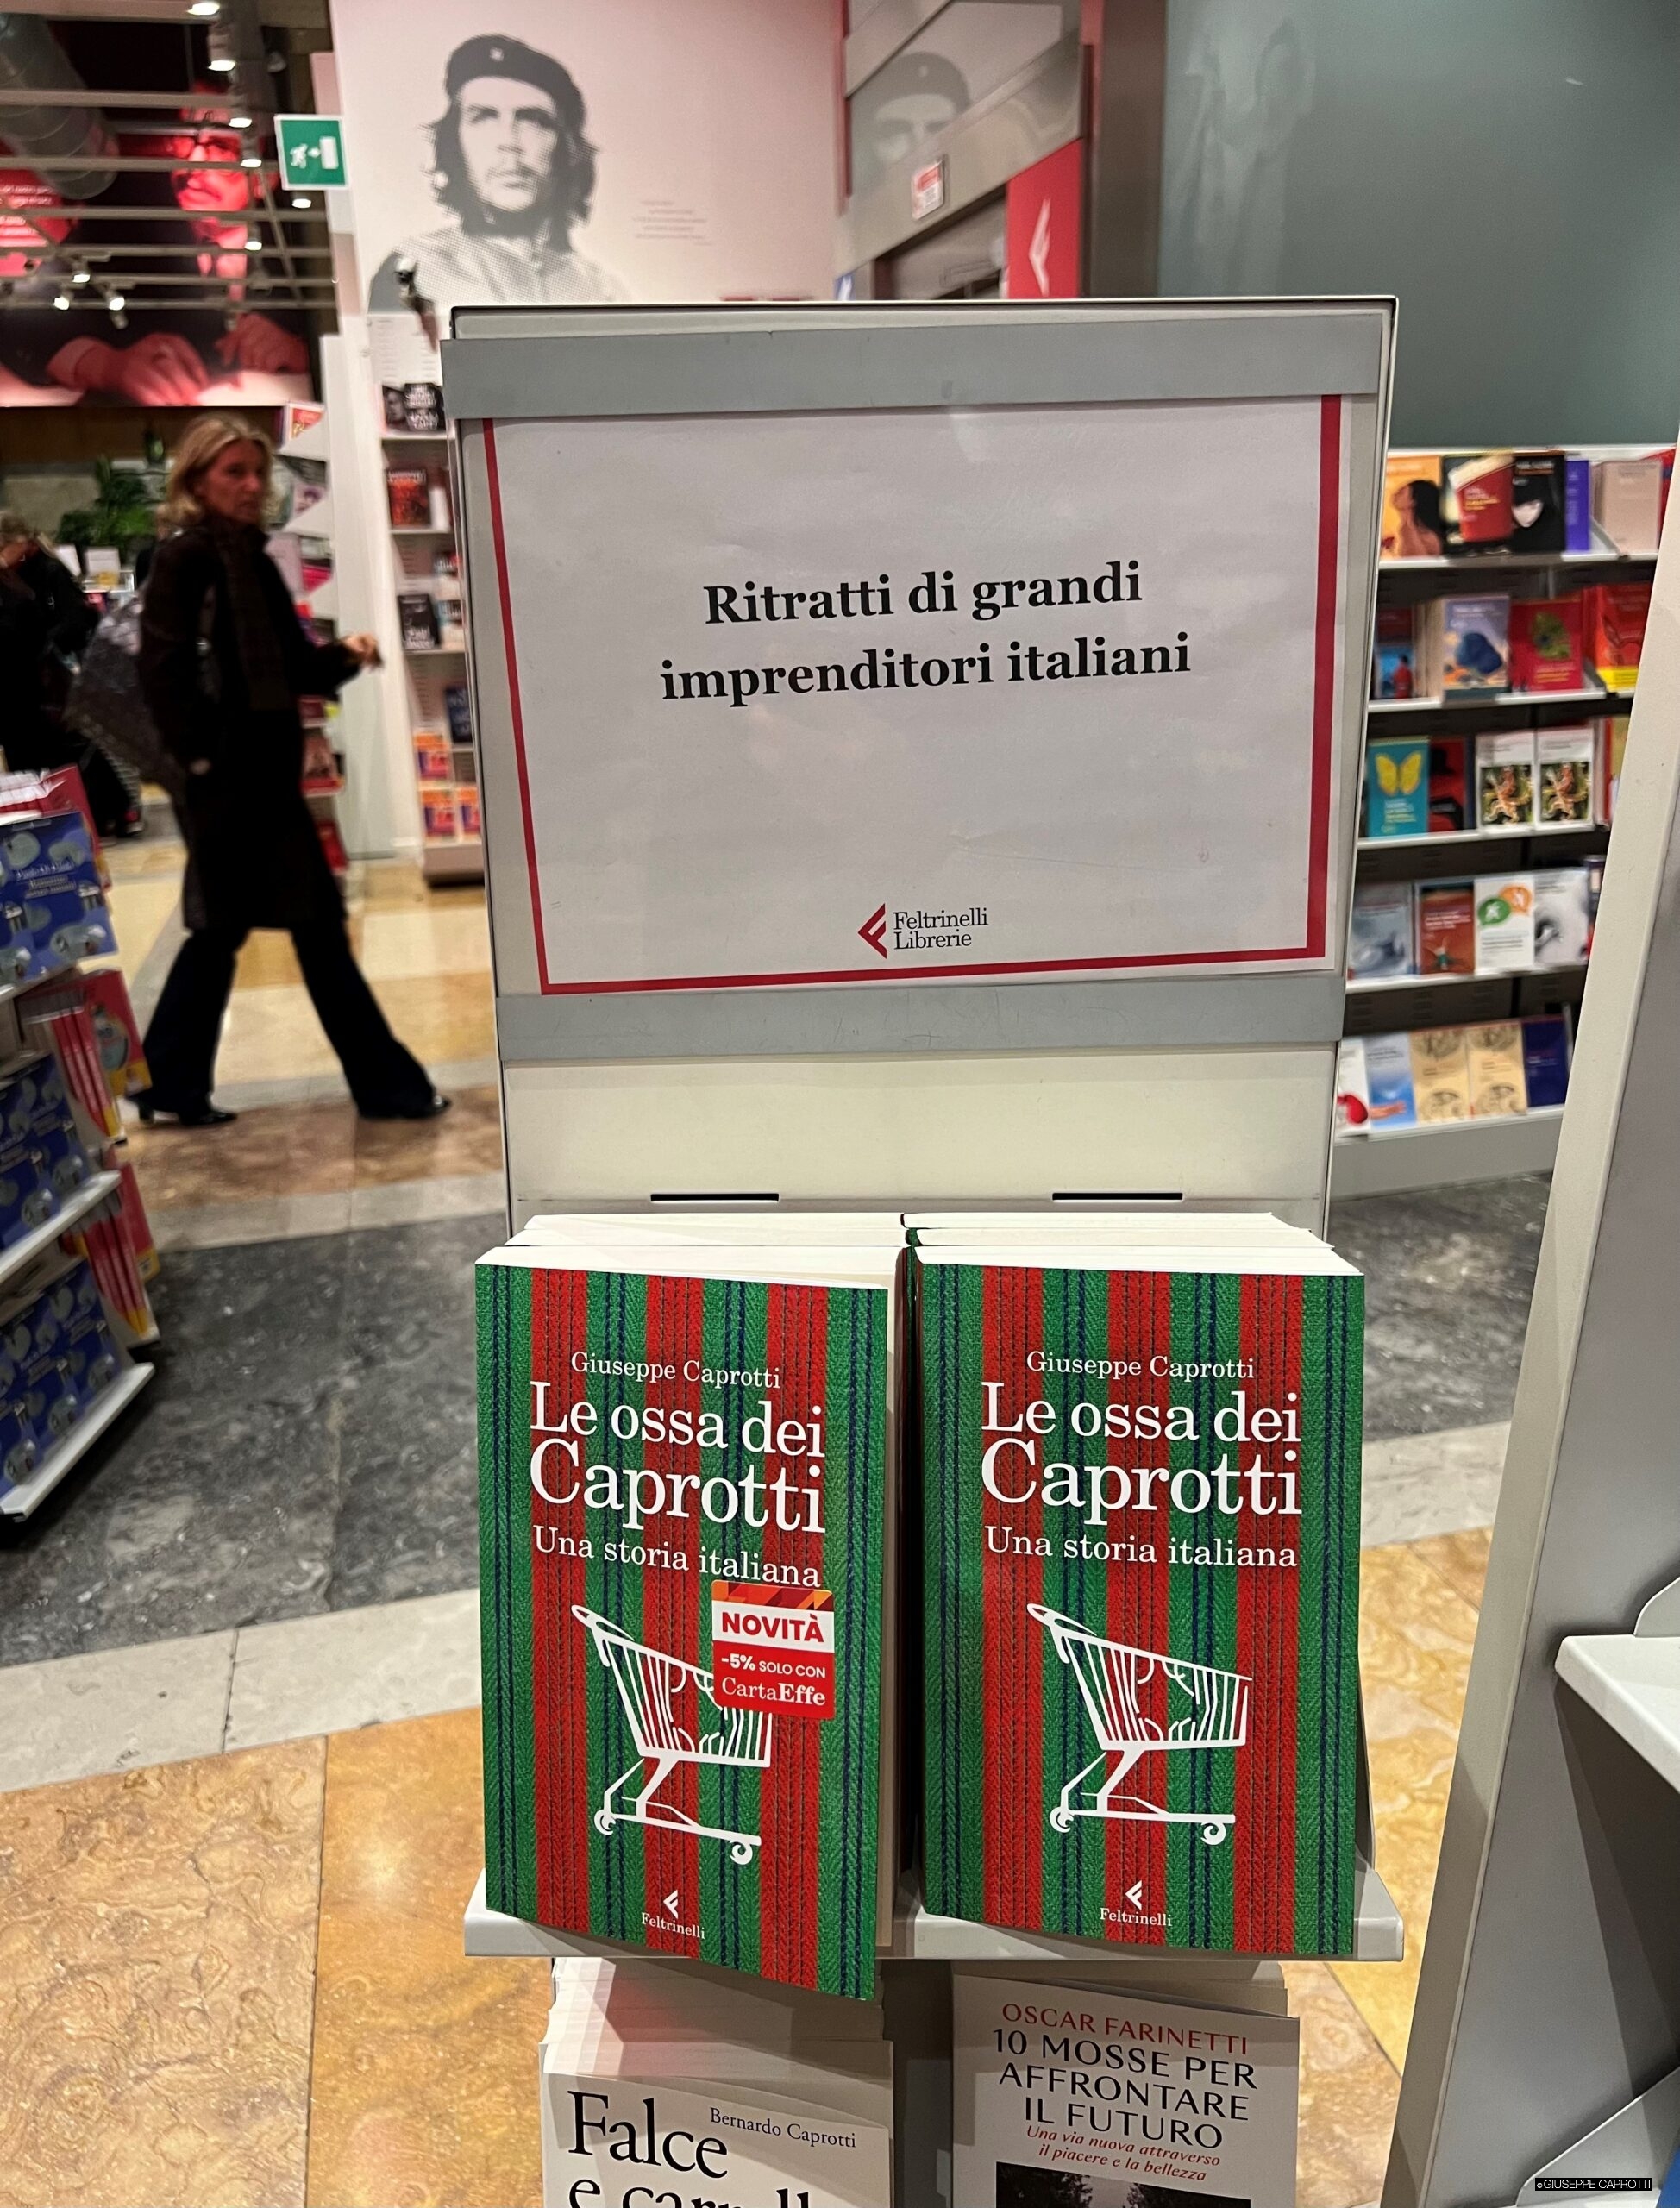 Ritratti di grandi
imprenditori italiani
Feltrinelli
Librerie
Giuseppe Caprotti
Le ossa dei
Caprotti
Una storia italiana
NOVITÀ
-5% SOLO CON
CartaEffe
Feltrinelli
Giuseppe Caprotti
Le ossa dei
Caprotti
Una storia italiana
Feltrinelli
Bernardo Caprotti
Falce
e
OSCAR FARINETTI
10 MOSSE PER
AFFRONTARE
IL FUTURO
Una via nuova attraverso
il piacere e la bellezza
© GIUSEPPE CAPROTTI